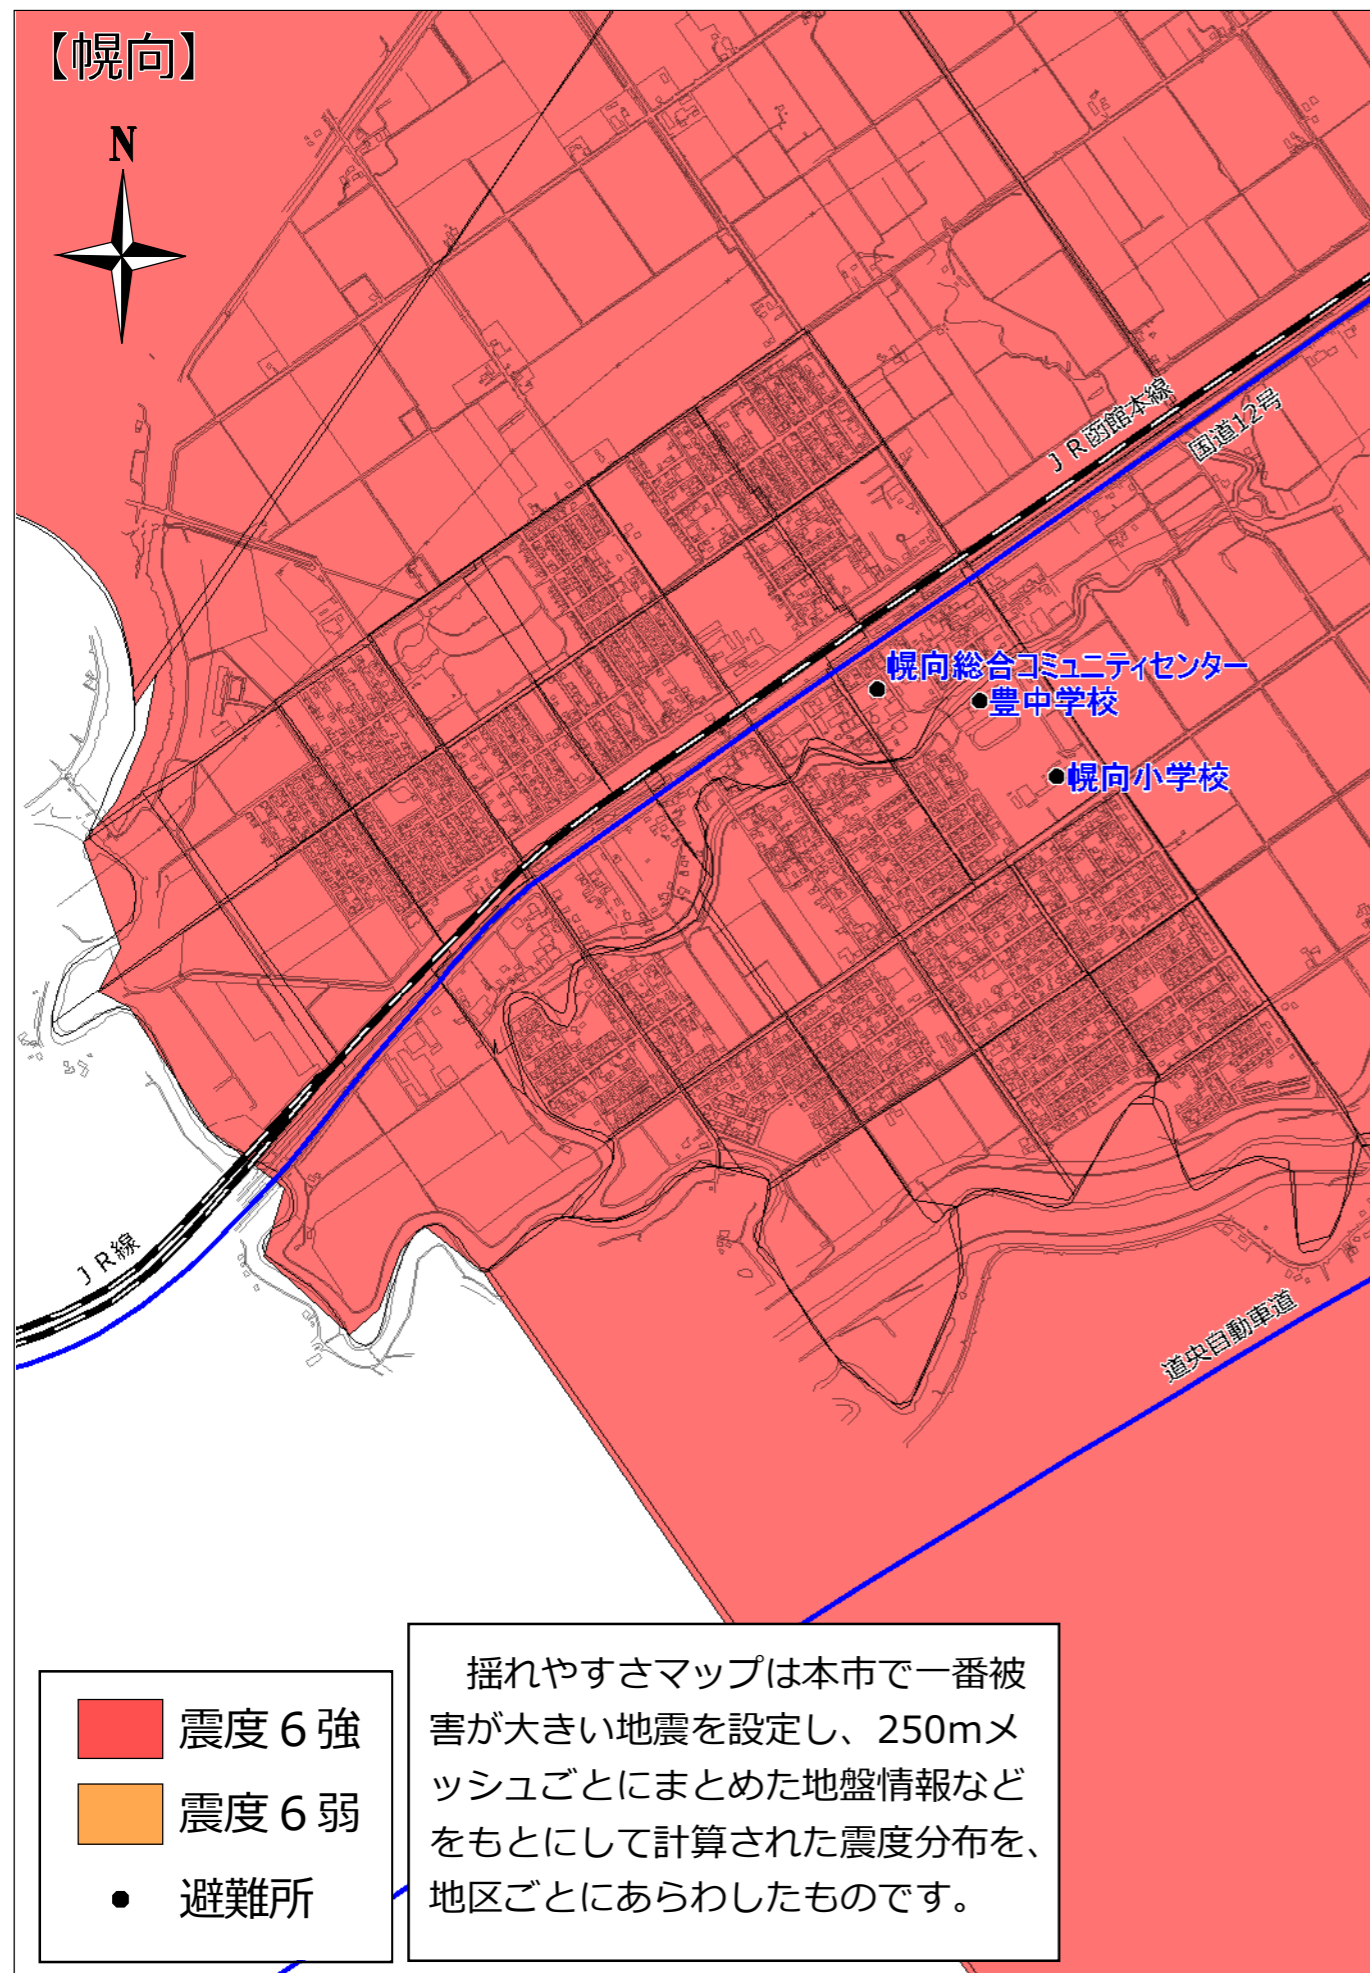 【幌向】
N
JR函館本線
国道12号
幌向総合コミュニティセンター
豊中学校
幌向小学校
JR線
道央自動車道
震度6強
震度6弱
避難所
揺れやすさマップは本市で一番被
害が大きい地震を設定し、250mメ
ッシュごとにまとめた地盤情報など
をもとにして計算された震度分布を、
地区ごとにあらわしたものです。